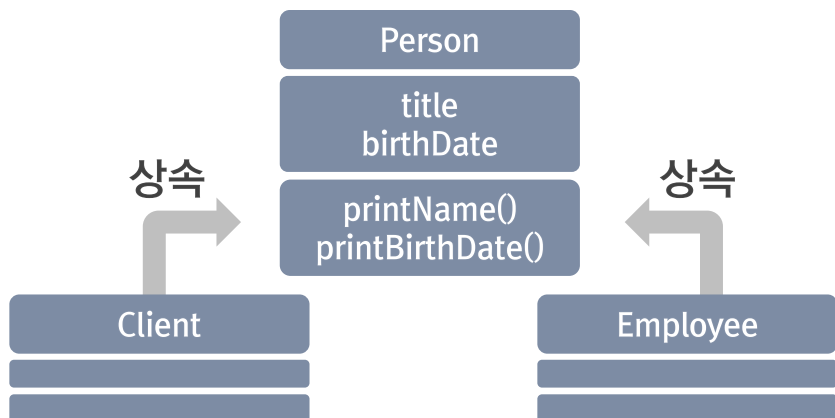 Person
title
birthDate
상속
상속
printName()
printBirthDate()
Client
Employee